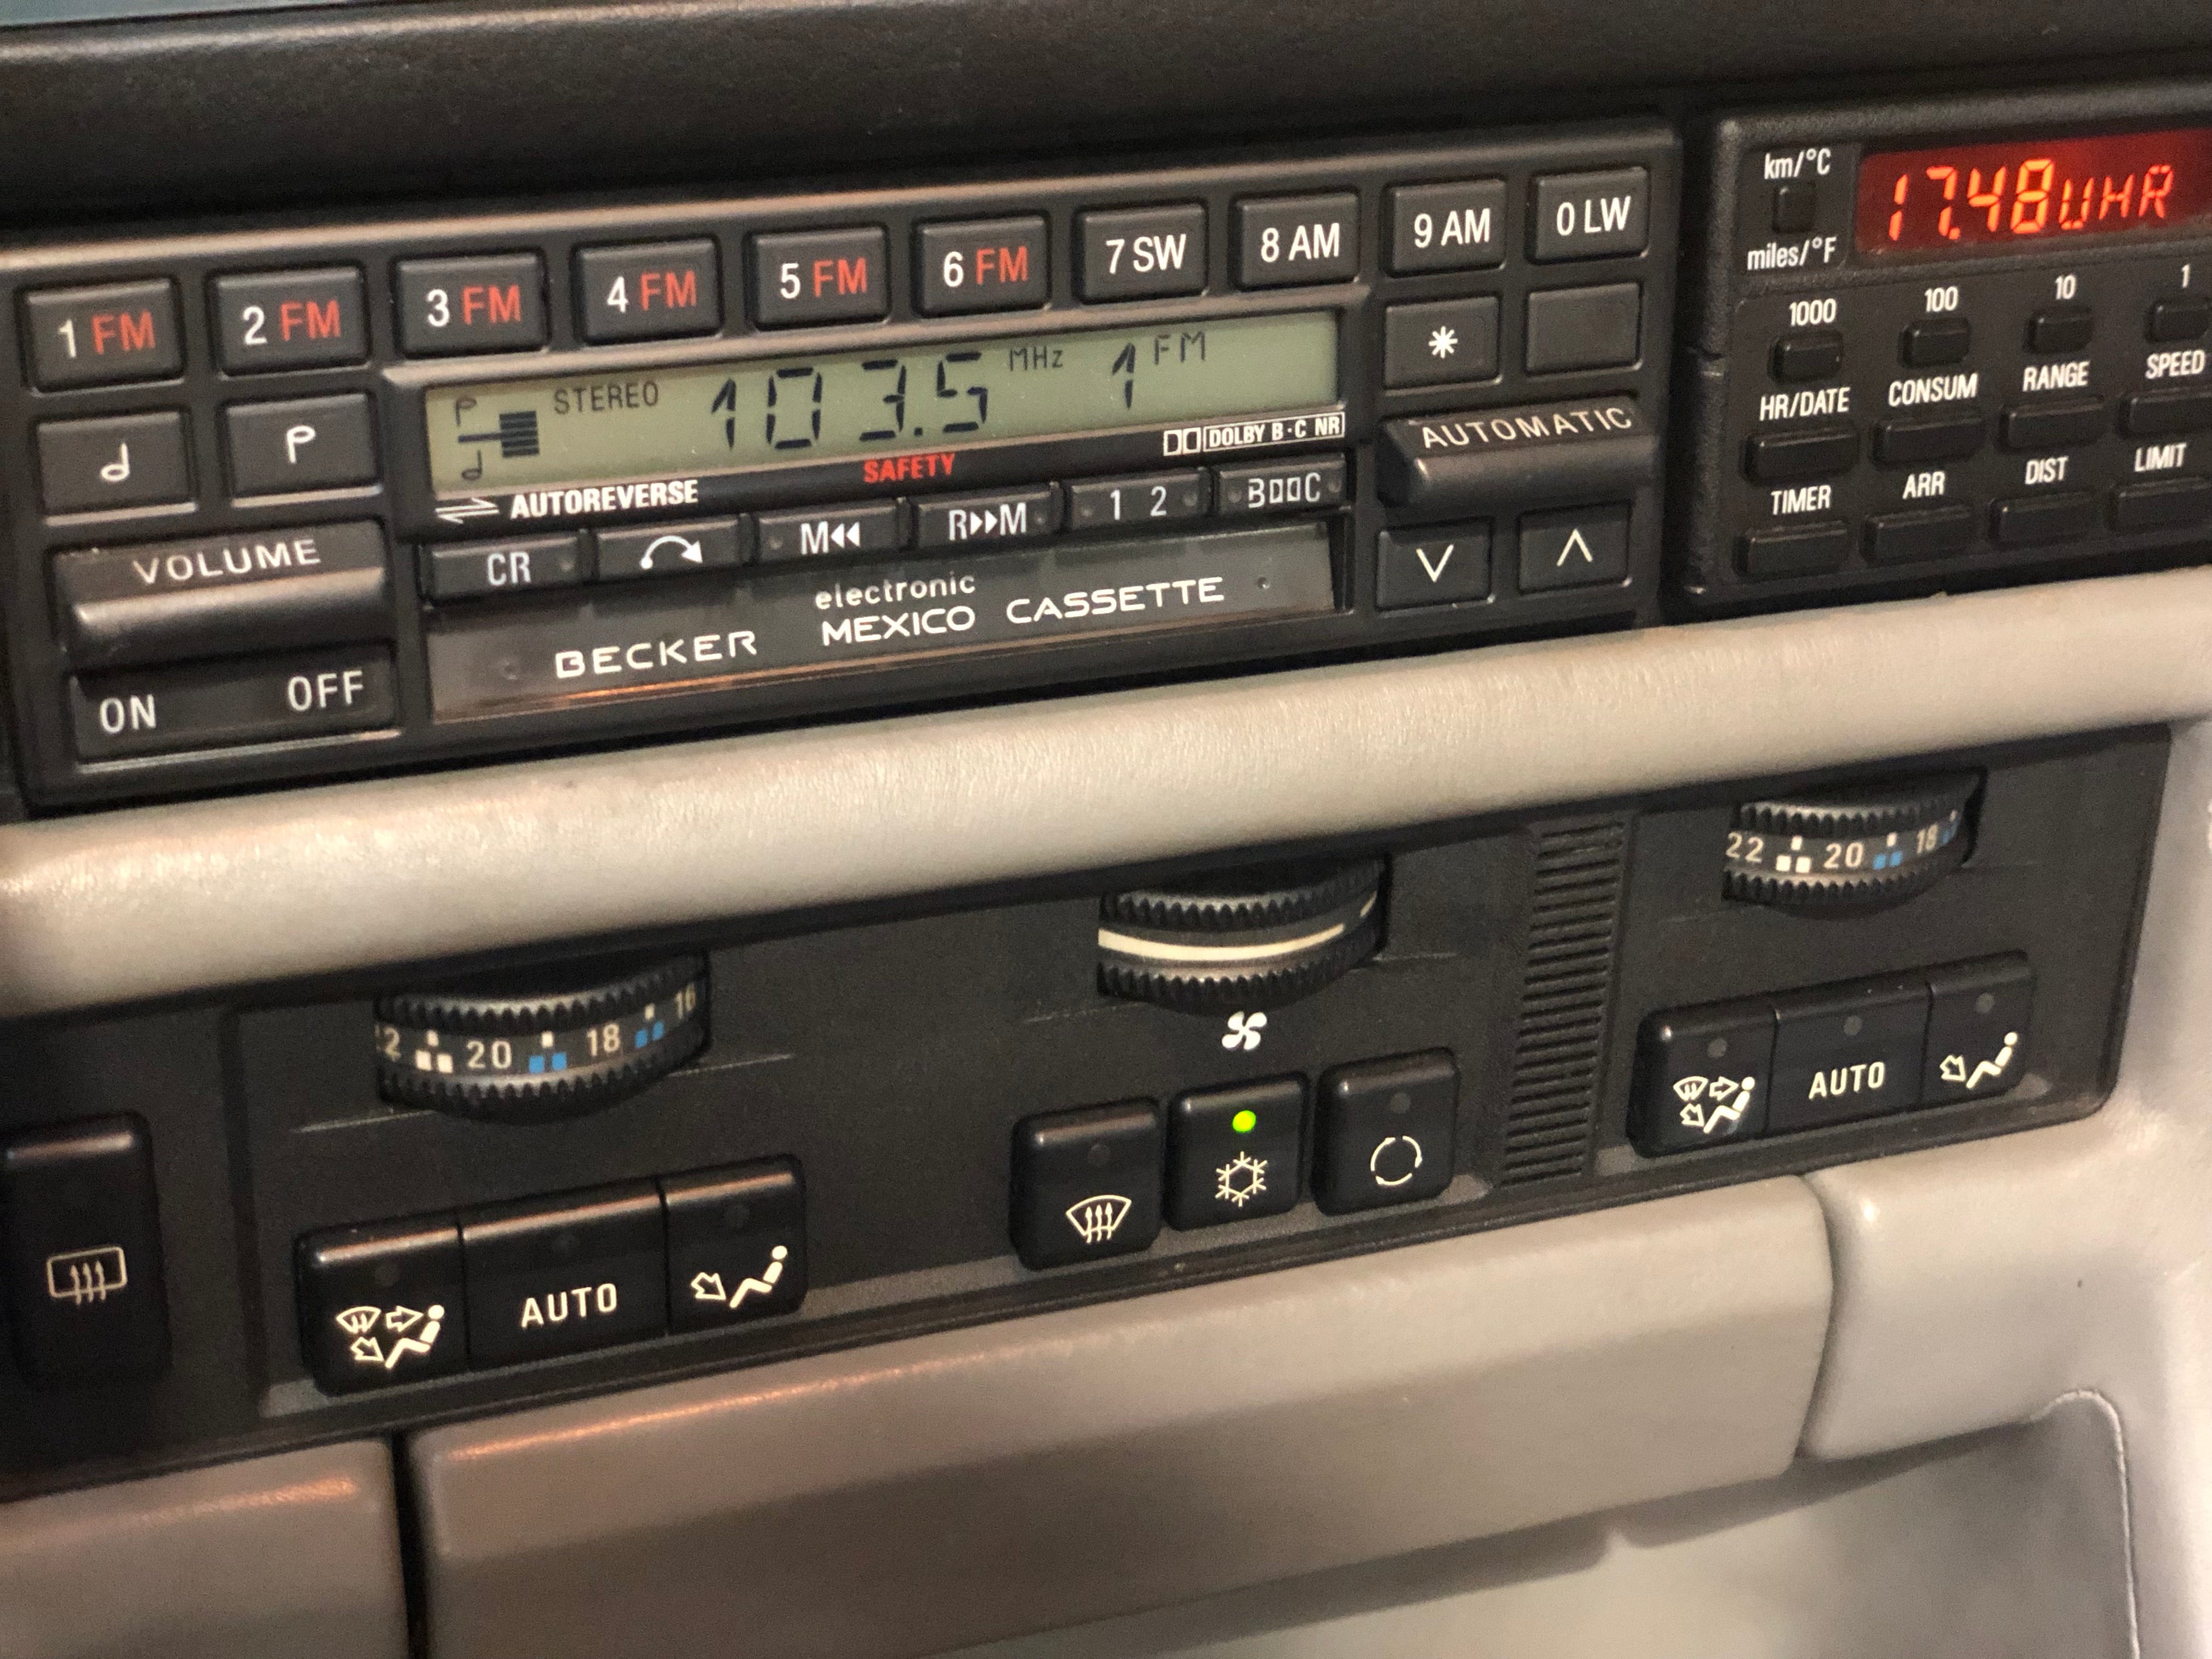 1 FM 2 FM 3 FM 4 FM 5 FM 6 FM 7 SW 8 AM 9 AM 0 LW
STEREO 103.5 MHz 1 FM
AUTOREVERSE SAFETY DOLBY B·C NR
CR M R M 1 2 B C
electronic
BECKER MEXICO CASSETTE
VOLUME
ON OFF
AUTOMATIC
km/°C
miles/°F
17.48 UHR
1000 100 10 1
HR/DATE CONSUM RANGE SPEED
TIMER ARR DIST LIMIT
22 20 18
20 18 16
AUTO
AUTO